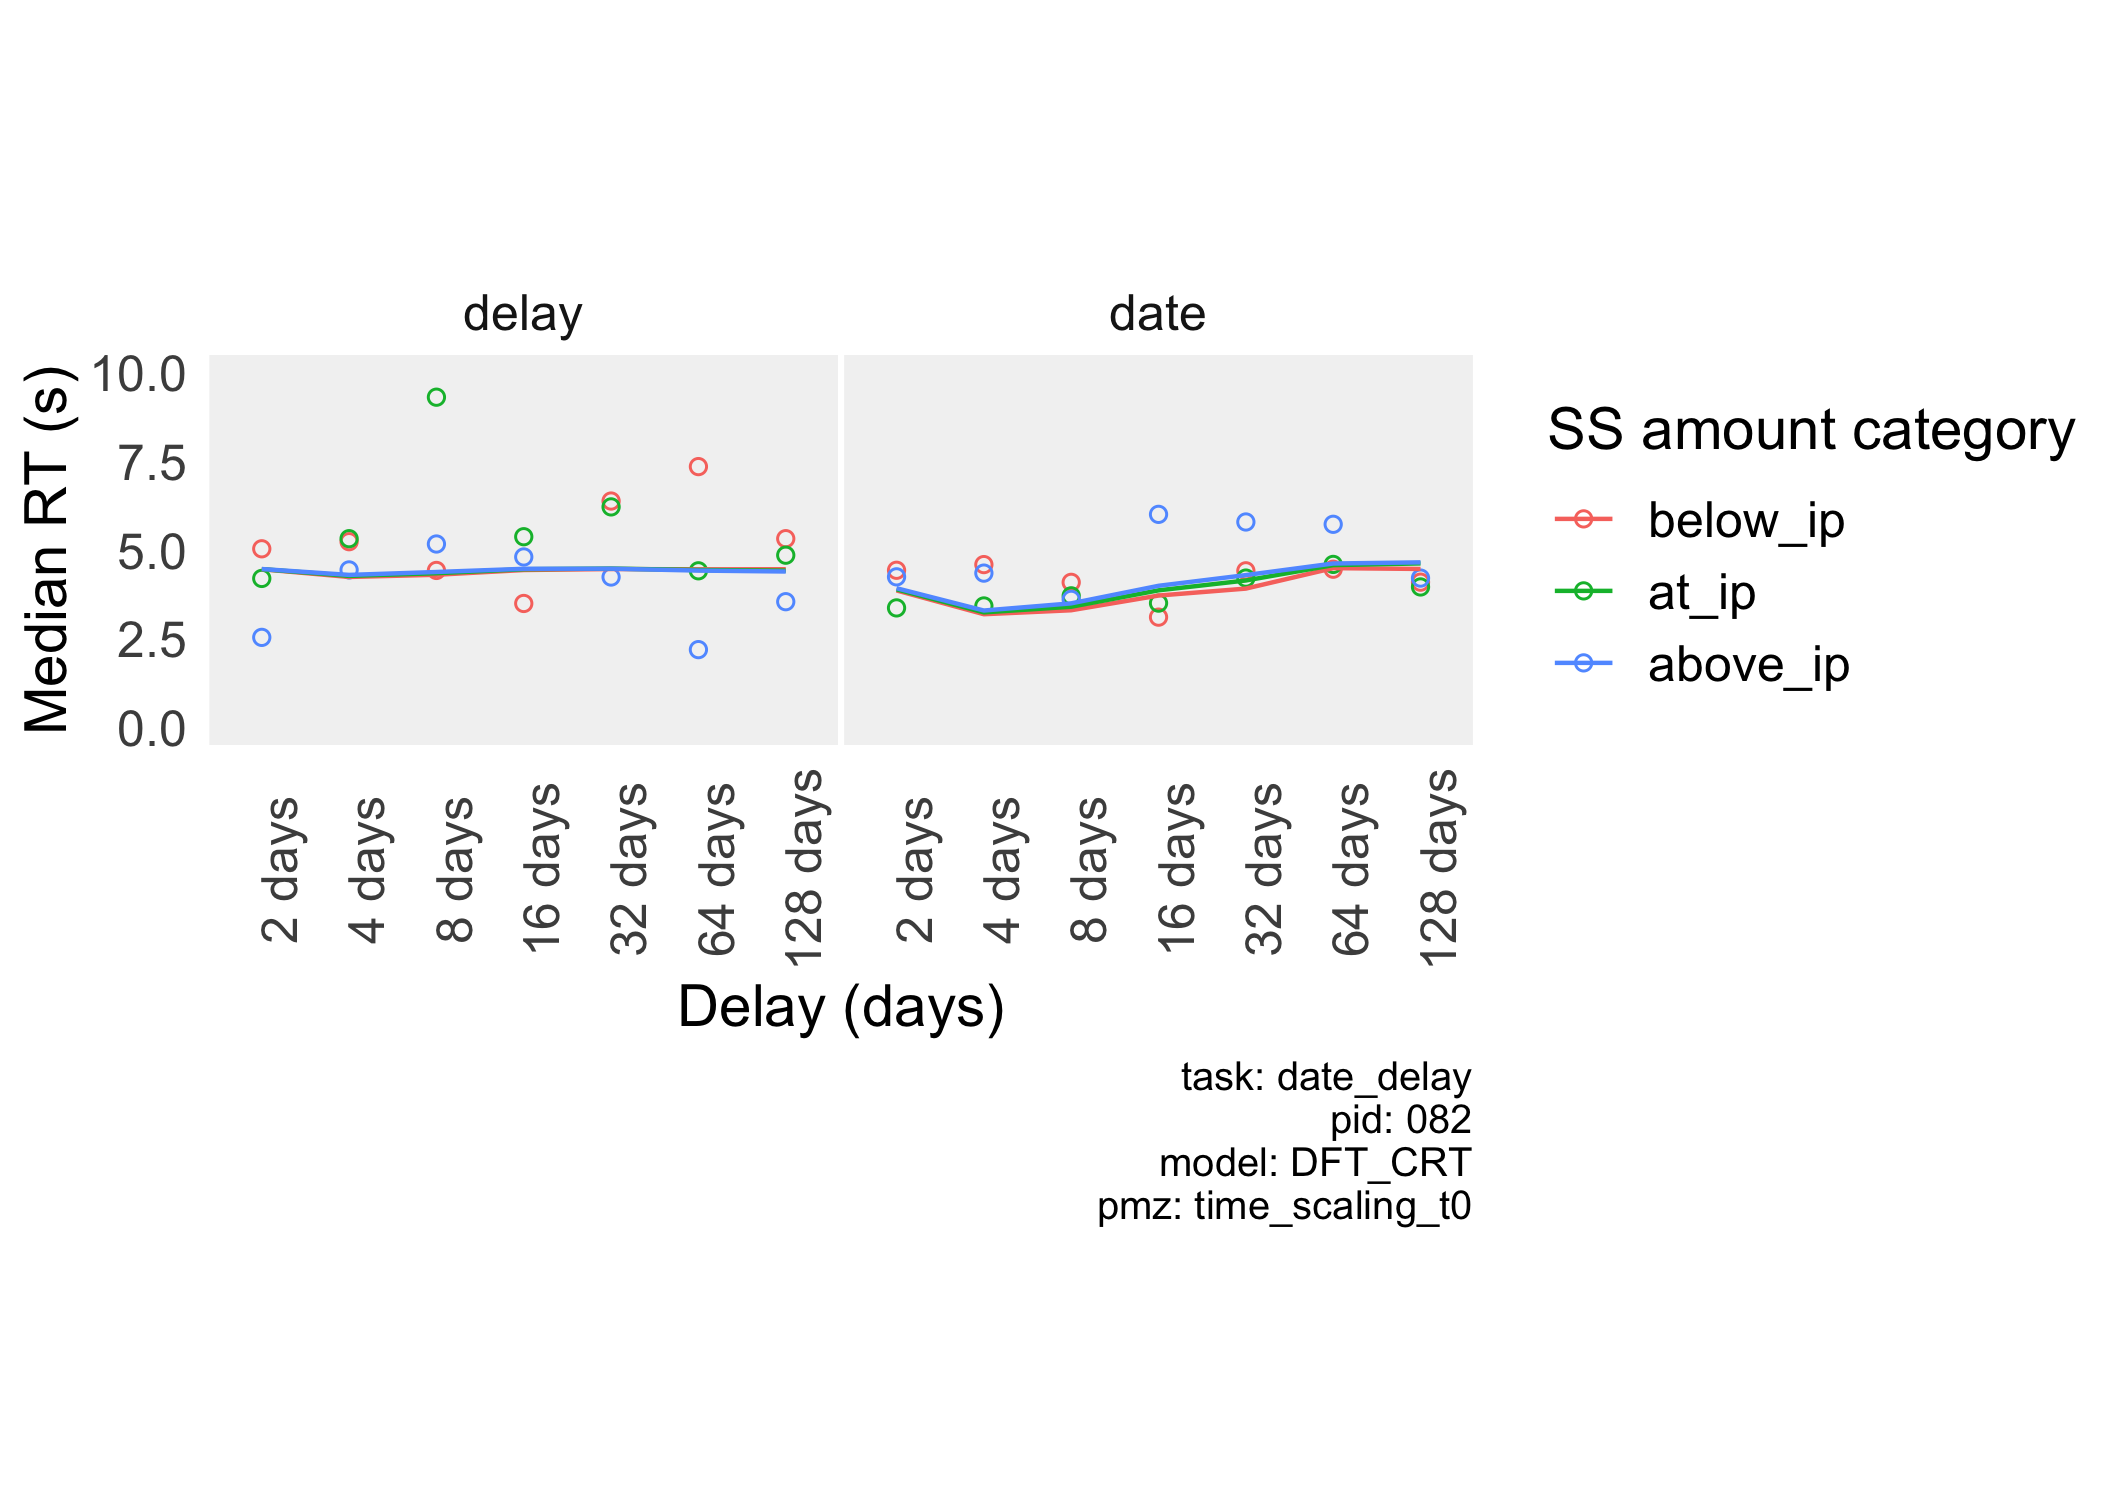 delay
date
Median RT (s)
10.0
7.5
5.0
2.5
0.0
2 days
4 days
8 days
16 days
32 days
64 days
128 days
2 days
4 days
8 days
16 days
32 days
64 days
128 days
Delay (days)
SS amount category
below_ip
at_ip
above_ip
task: date_delay
pid: 082
model: DFT_CRT
pmz: time_scaling_t0